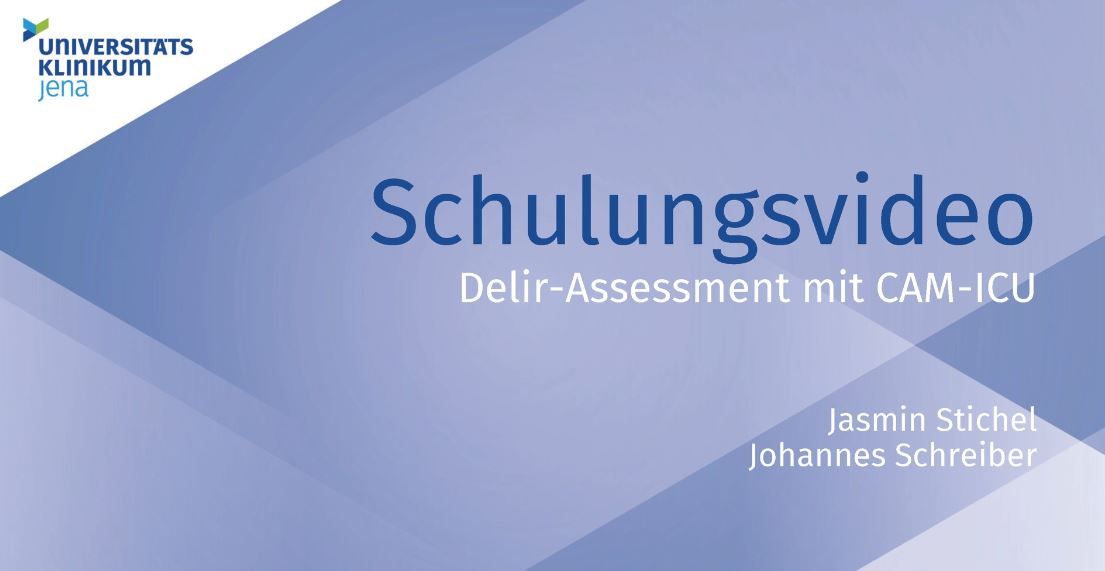 UNIVERSITÄTS
KLINIKUM
jena
Schulungsvideo
Delir-Assessment mit CAM-ICU
Jasmin Stichel
Johannes Schreiber